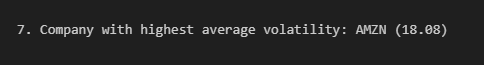 7. Company with highest average volatility: AMZN (18.08)